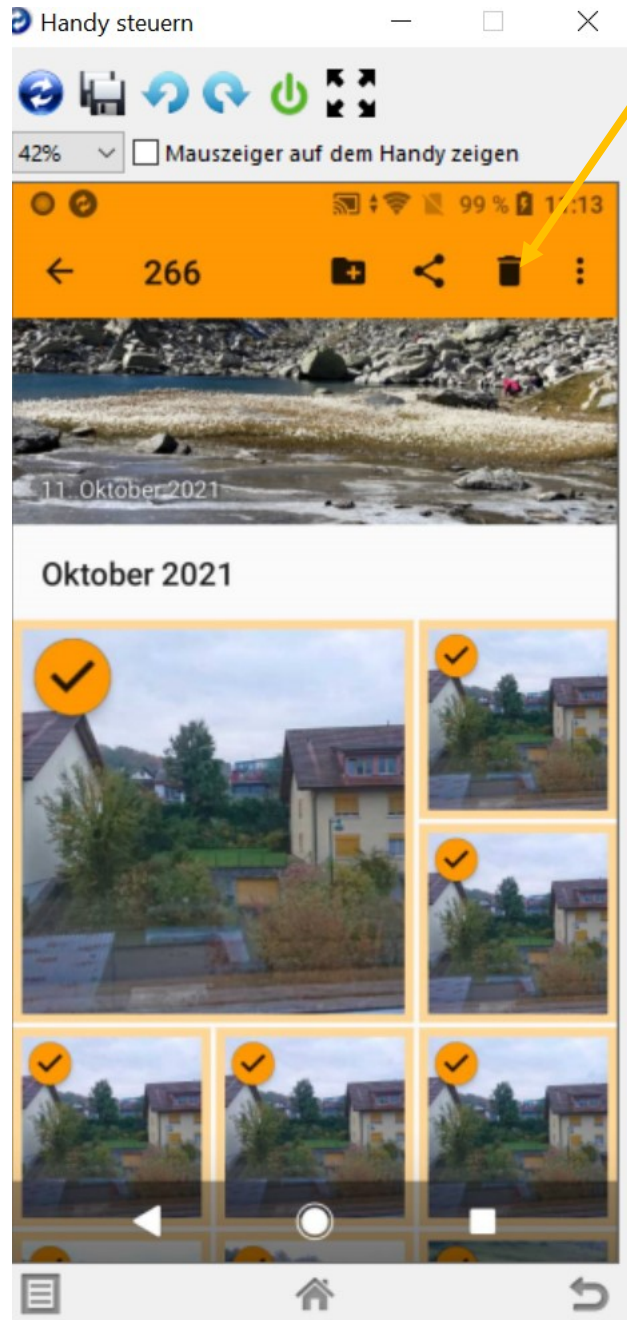 Handy steuern
42% Mauszeiger auf dem Handy zeigen
99 %
266
11. Oktober 2021
Oktober 2021